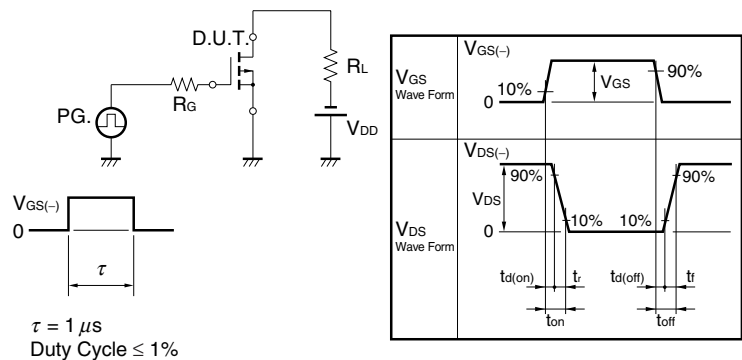 D.U.T.
RL
RG
PG.
VDD
VGS(−)
0
τ
τ = 1 μs
Duty Cycle ≤ 1%
VGS
Wave Form
VGS(−)
10%
VGS
90%
0
VDS
Wave Form
VDS(−)
90%
90%
VDS
10%
10%
0
td(on)
tr
td(off)
tf
ton
toff